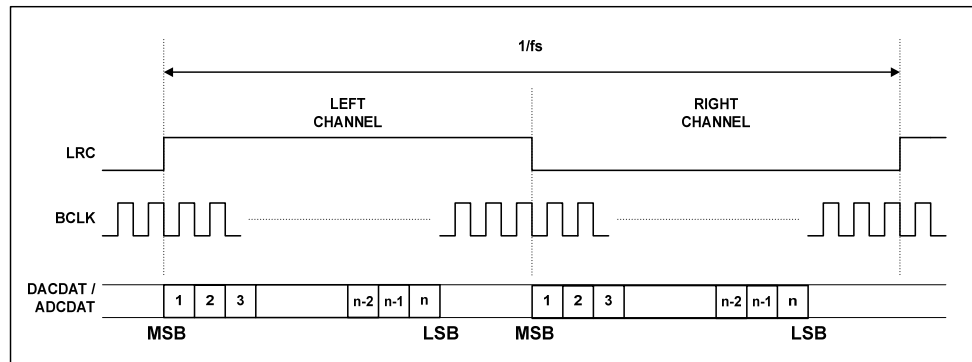 1/fs
LEFT
CHANNEL
RIGHT
CHANNEL
LRC
BCLK
DACDAT /
ADCDAT
1 2 3 n-2 n-1 n 1 2 3 n-2 n-1 n
MSB LSB MSB LSB